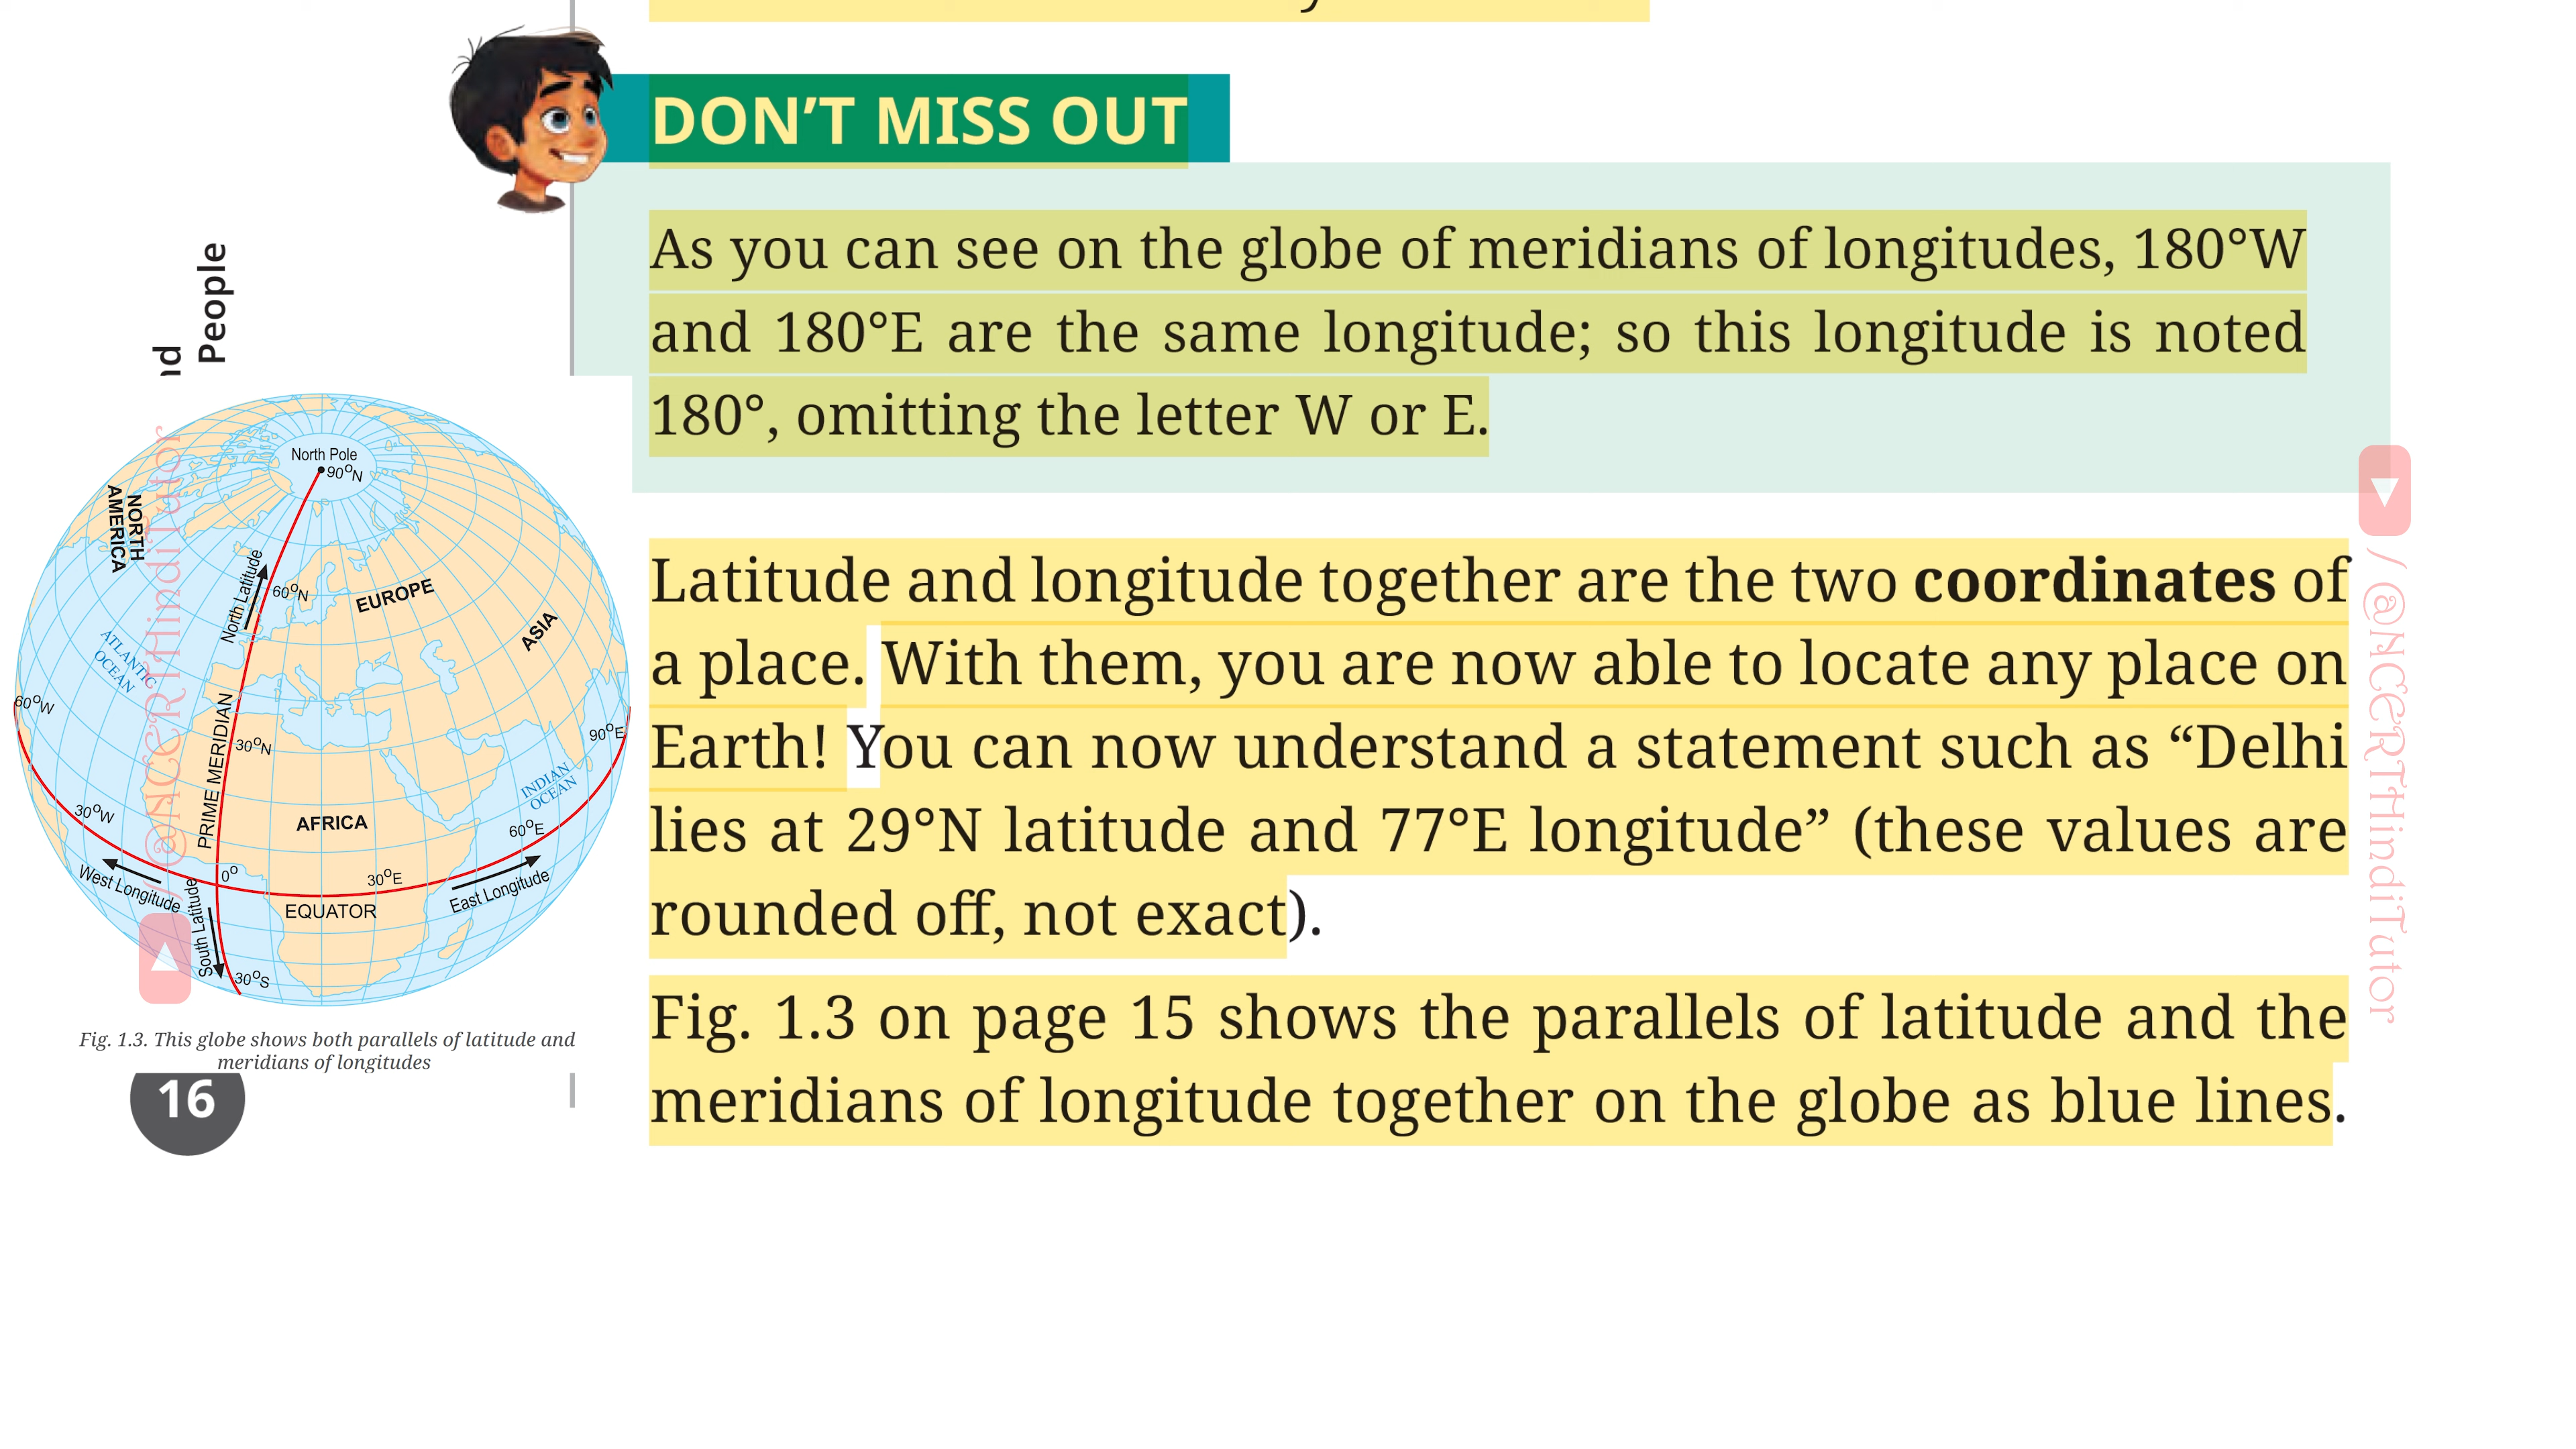 DON’T MISS OUT
As you can see on the globe of meridians of longitudes, 180°W
and 180°E are the same longitude; so this longitude is noted
180°, omitting the letter W or E.
Latitude and longitude together are the two coordinates of
a place. With them, you are now able to locate any place on
Earth! You can now understand a statement such as “Delhi
lies at 29°N latitude and 77°E longitude” (these values are
rounded off, not exact).
Fig. 1.3 on page 15 shows the parallels of latitude and the
meridians of longitude together on the globe as blue lines.
People
North Pole
90°N
NORTH
AMERICA
North Latitude
60°N
EUROPE
ASIA
ATLANTIC
OCEAN
60°W
PRIME MERIDIAN
30°N
90°E
INDIAN
OCEAN
30°W
AFRICA
60°E
West Longitude
0°
30°E
East Longitude
EQUATOR
South Latitude
30°S
Fig. 1.3. This globe shows both parallels of latitude and
meridians of longitudes
16
/ @NCERTHindiTutor
/ @NCERTHindiTutor